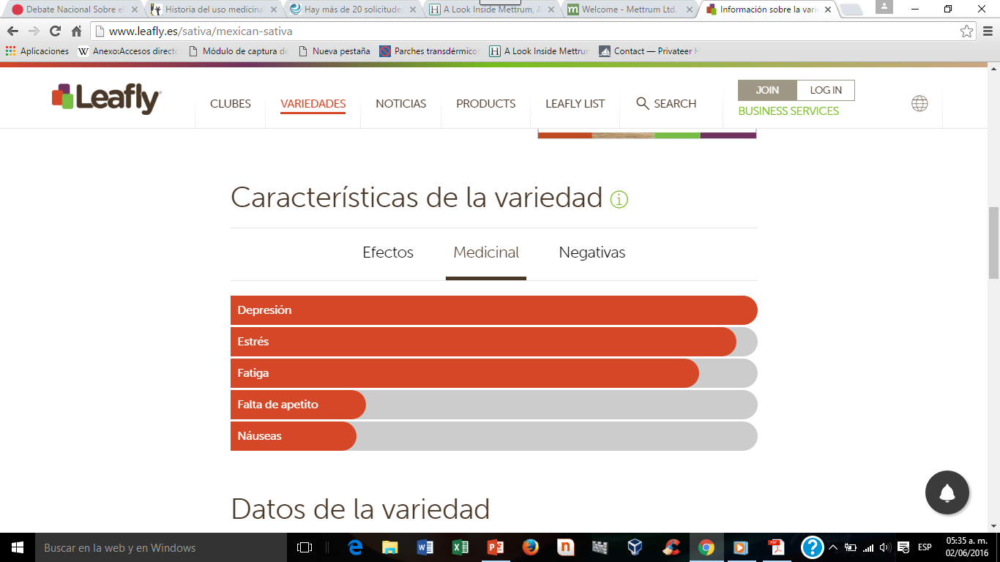 Debate Nacional Sobre el
Historia del uso medicina
Hay más de 20 solicitudes
A Look Inside Mettrum, A
Welcome - Mettrum Ltd.
Información sobre la varie
www.leafly.es/sativa/mexican-sativa
Aplicaciones
Anexo:Accesos directo
Módulo de captura de
Nueva pestaña
Parches transdérmicos
A Look Inside Mettrum
Contact — Privateer H
Leafly
CLUBES
VARIEDADES
NOTICIAS
PRODUCTS
LEAFLY LIST
SEARCH
JOIN
LOG IN
BUSINESS SERVICES
Características de la variedad
Efectos
Medicinal
Negativas
Depresión
Estrés
Fatiga
Falta de apetito
Náuseas
Datos de la variedad
Buscar en la web y en Windows
ESP
05:35 a. m.
02/06/2016